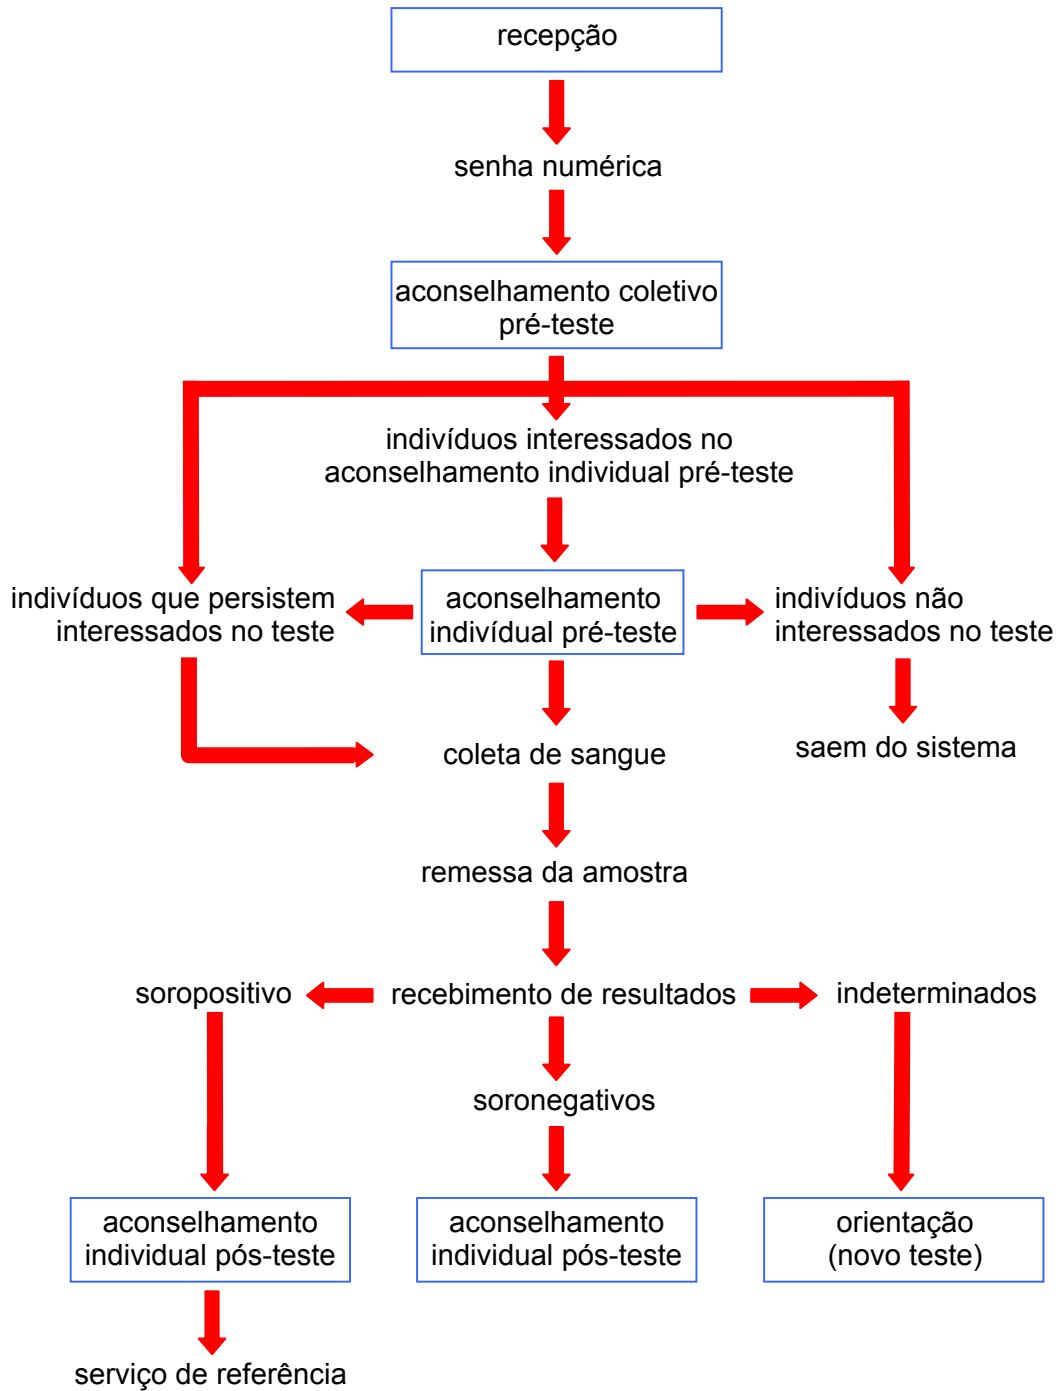 recepção
senha numérica
aconselhamento coletivo
pré-teste
indivíduos interessados no
aconselhamento individual pré-teste
indivíduos que persistem
interessados no teste
aconselhamento
indivídual pré-teste
indivíduos não
interessados no teste
coleta de sangue
saem do sistema
remessa da amostra
soropositivo
recebimento de resultados
indeterminados
soronegativos
aconselhamento
individual pós-teste
aconselhamento
individual pós-teste
orientação
(novo teste)
serviço de referência